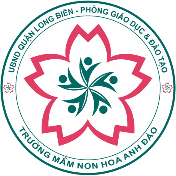 UBND QUẬN LONG BIÊN - PHÒNG GIÁO DỤC & ĐÀO TẠO
TRƯỜNG MẦM NON HOA ANH ĐÀO